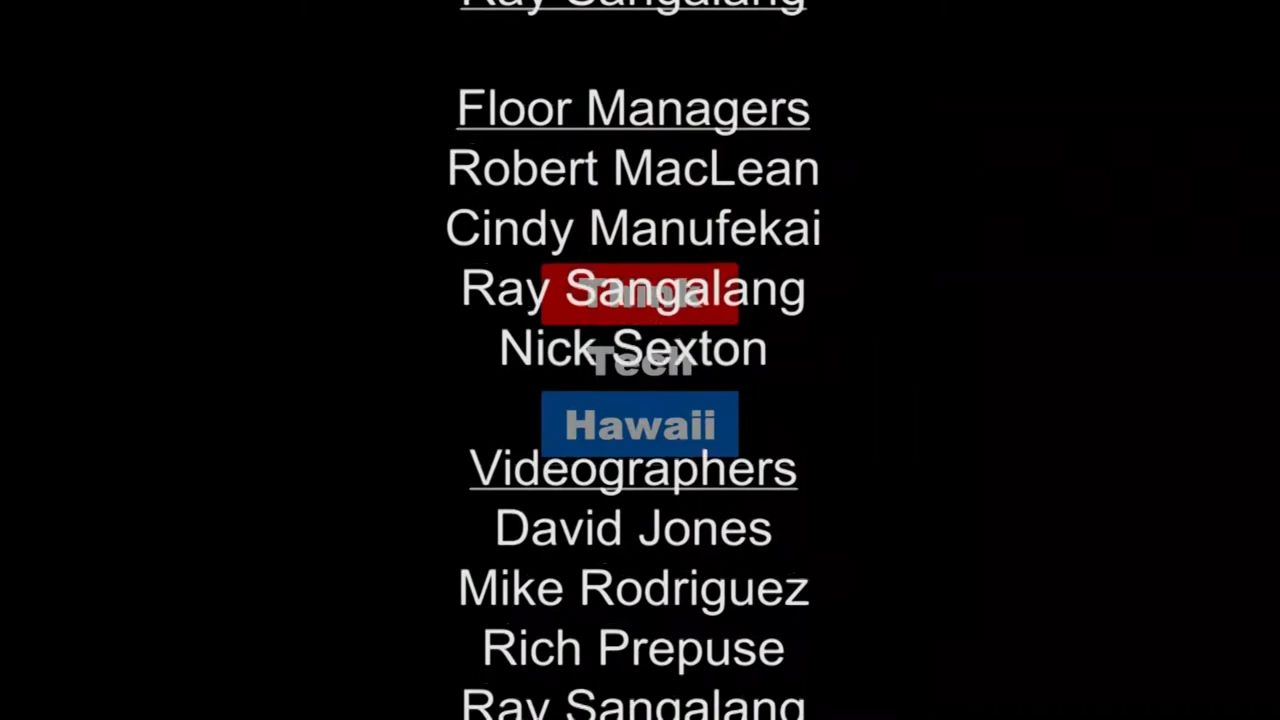 Ray Sangalang
Floor Managers
Robert MacLean
Cindy Manufekai
Ray Sangalang
Think
Nick Sexton
Tech
Hawaii
Videographers
David Jones
Mike Rodriguez
Rich Prepuse
Ray Sangalang